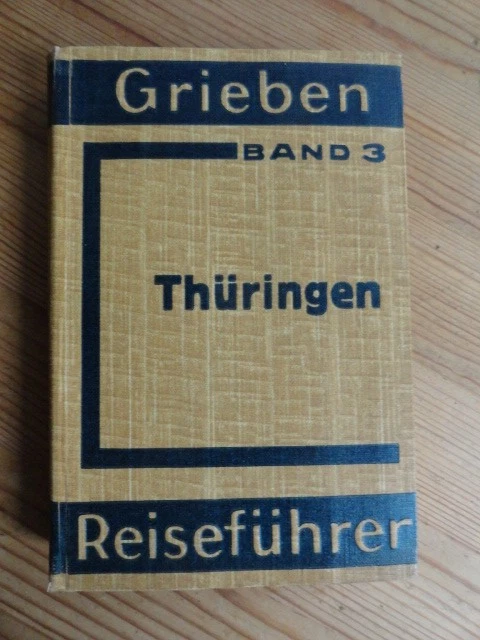 Grieben
BAND 3
Thüringen
Reiseführer